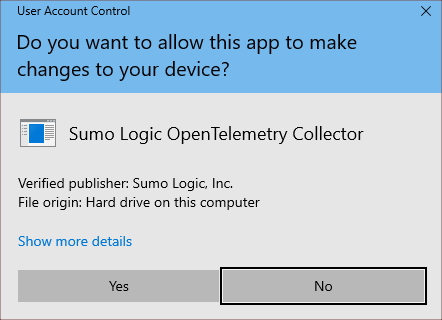 User Account Control
Do you want to allow this app to make
changes to your device?
Sumo Logic OpenTelemetry Collector
Verified publisher: Sumo Logic, Inc.
File origin: Hard drive on this computer
Show more details
Yes
No